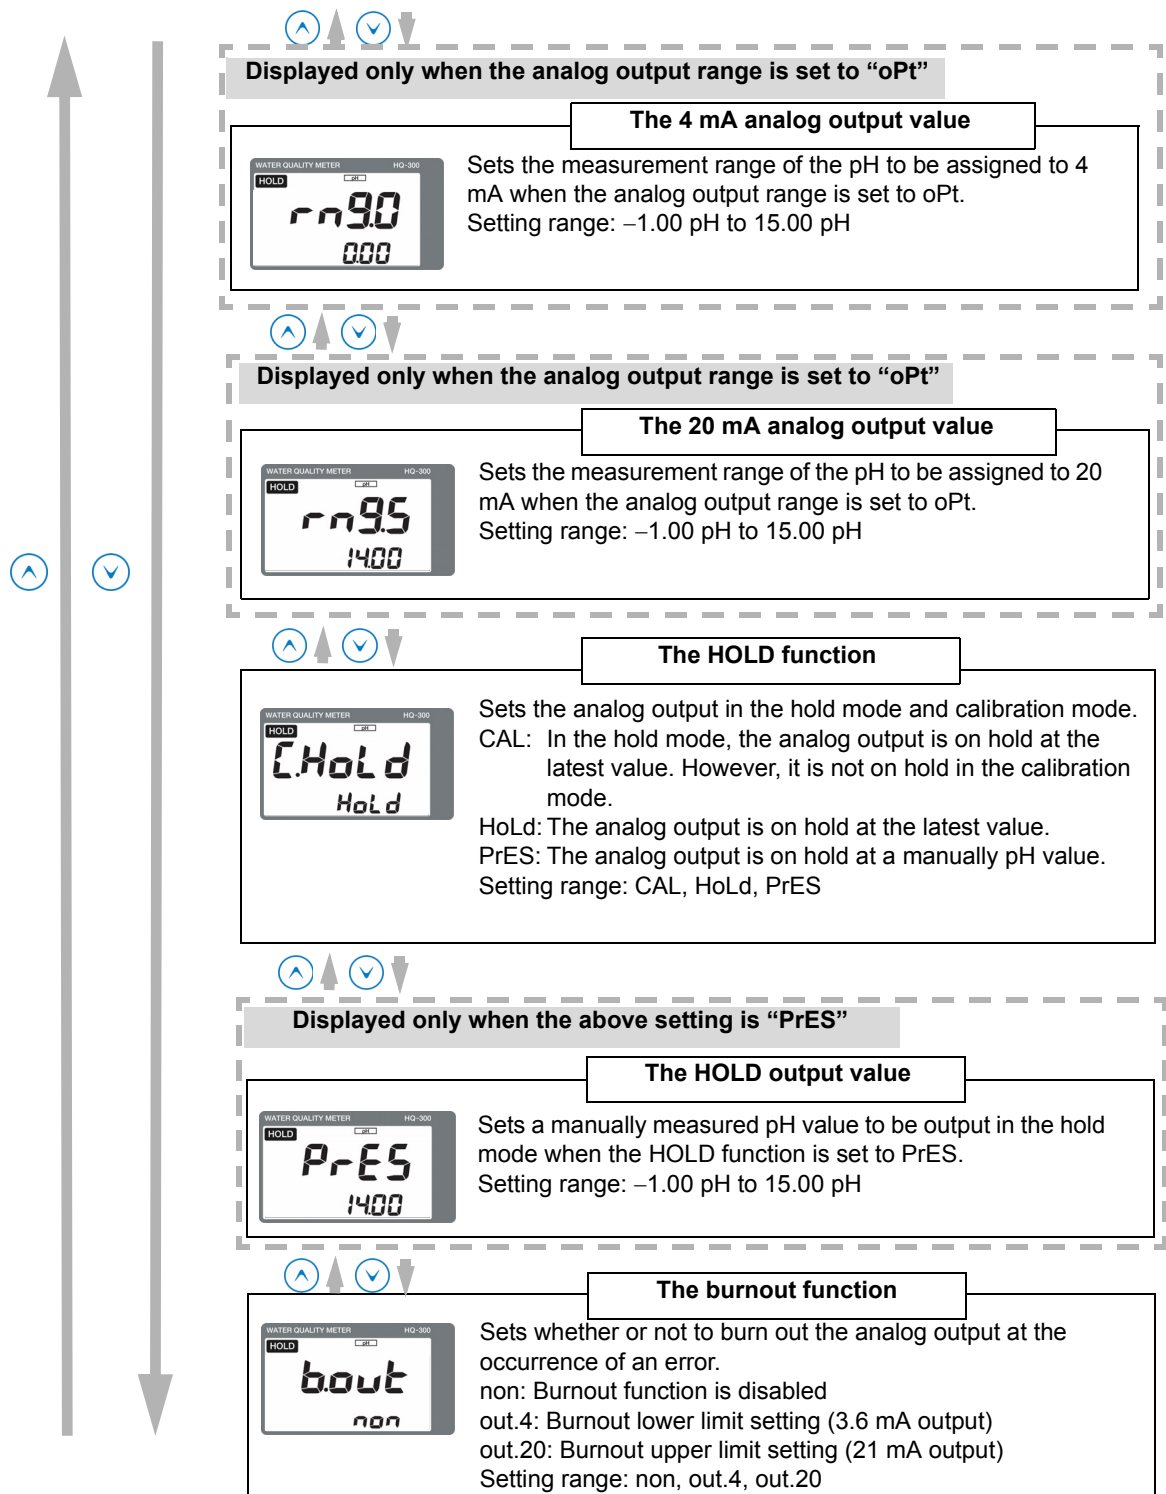 Displayed only when the analog output range is set to “oPt”
The 4 mA analog output value
WATER QUALITY METER HQ-300
HOLD pH
rn9.0
0.00
Sets the measurement range of the pH to be assigned to 4
mA when the analog output range is set to oPt.
Setting range: −1.00 pH to 15.00 pH
Displayed only when the analog output range is set to “oPt”
The 20 mA analog output value
WATER QUALITY METER HQ-300
HOLD pH
rn9.5
14.00
Sets the measurement range of the pH to be assigned to 20
mA when the analog output range is set to oPt.
Setting range: −1.00 pH to 15.00 pH
The HOLD function
WATER QUALITY METER HQ-300
HOLD pH
C.HoLd
HoLd
Sets the analog output in the hold mode and calibration mode.
CAL: In the hold mode, the analog output is on hold at the
latest value. However, it is not on hold in the calibration
mode.
HoLd: The analog output is on hold at the latest value.
PrES: The analog output is on hold at a manually pH value.
Setting range: CAL, HoLd, PrES
Displayed only when the above setting is “PrES”
The HOLD output value
WATER QUALITY METER HQ-300
HOLD pH
PrES
14.00
Sets a manually measured pH value to be output in the hold
mode when the HOLD function is set to PrES.
Setting range: −1.00 pH to 15.00 pH
The burnout function
WATER QUALITY METER HQ-300
HOLD pH
b.out
non
Sets whether or not to burn out the analog output at the
occurrence of an error.
non: Burnout function is disabled
out.4: Burnout lower limit setting (3.6 mA output)
out.20: Burnout upper limit setting (21 mA output)
Setting range: non, out.4, out.20